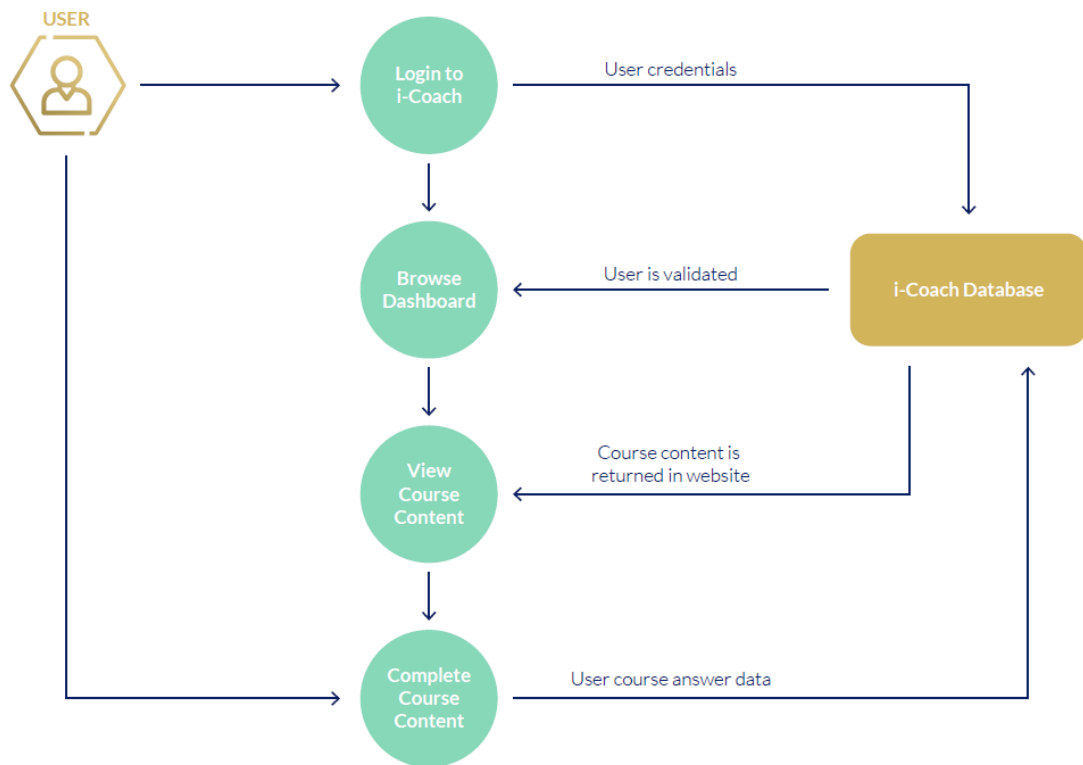 USER
Login to
i-Coach
User credentials
Browse
Dashboard
User is validated
i-Coach Database
View
Course
Content
Course content is
returned in website
Complete
Course
Content
User course answer data